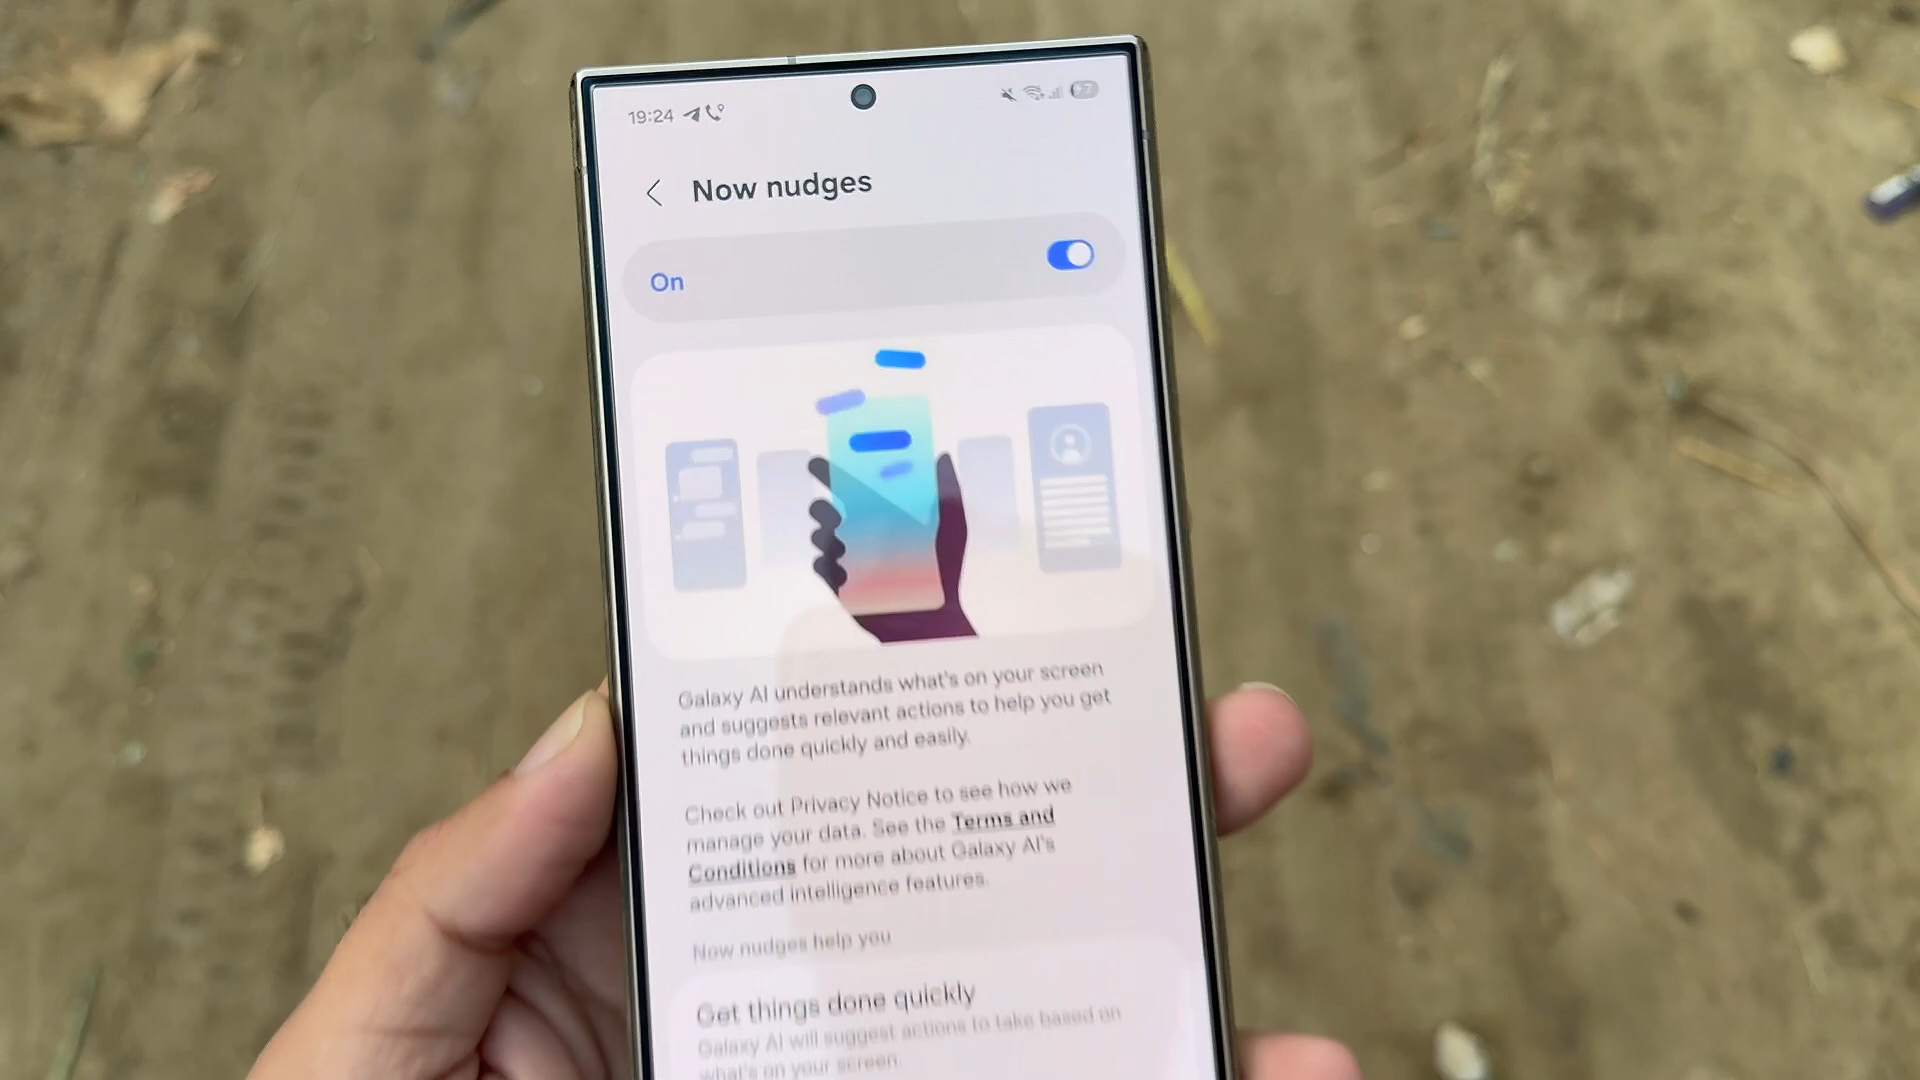 19:24
Now nudges
On
Galaxy AI understands what's on your screen
and suggests relevant actions to help you get
things done quickly and easily.
Check out Privacy Notice to see how we
manage your data. See the Terms and
Conditions for more about Galaxy AI's
advanced intelligence features.
Now nudges help you
Get things done quickly
Galaxy AI will suggest actions to take based on
what's on your screen.